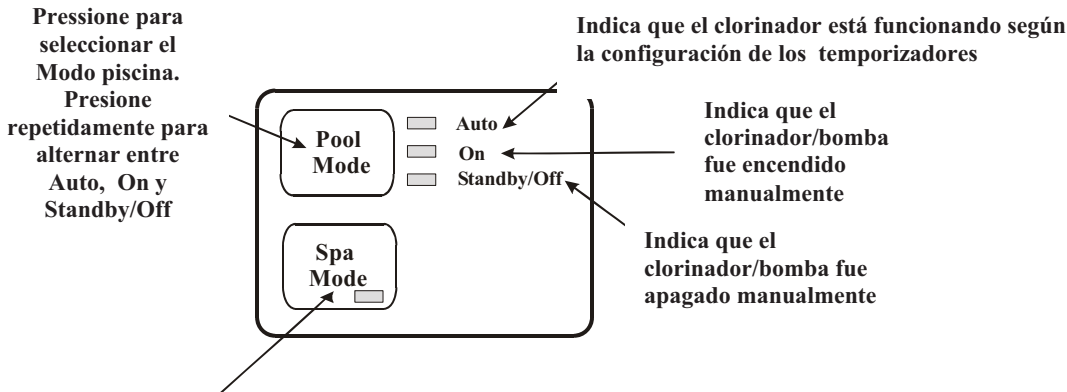 Pressione para
seleccionar el
Modo piscina.
Presione
repetidamente para
alternar entre
Auto, On y
Standby/Off
Indica que el clorinador está funcionando según
la configuración de los temporizadores
Pool
Mode
Auto
On
Standby/Off
Indica que el
clorinador/bomba
fue encendido
manualmente
Spa
Mode
Indica que el
clorinador/bomba fue
apagado manualmente